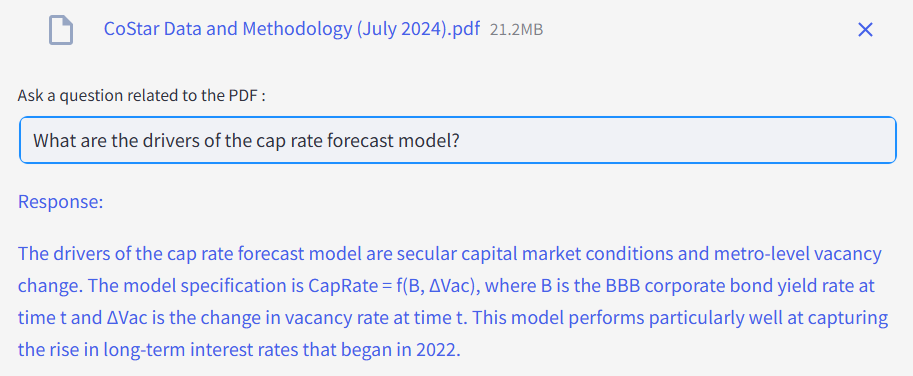 CoStar Data and Methodology (July 2024).pdf 21.2MB
Ask a question related to the PDF :
What are the drivers of the cap rate forecast model?
Response:
The drivers of the cap rate forecast model are secular capital market conditions and metro-level vacancy
change. The model specification is CapRate = f(B, ΔVac), where B is the BBB corporate bond yield rate at
time t and ΔVac is the change in vacancy rate at time t. This model performs particularly well at capturing
the rise in long-term interest rates that began in 2022.